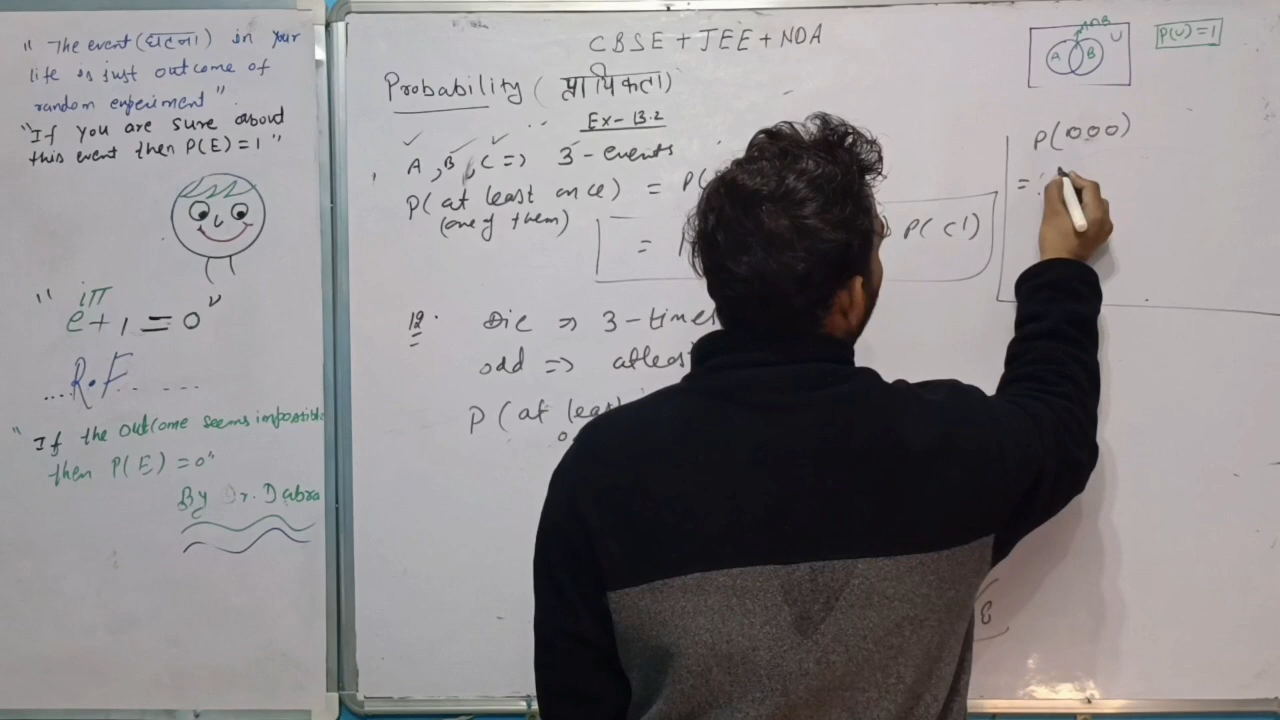 " The event (घटना) in your
life is just outcome of
random experiment".
"If you are sure about
this event then P(E)=1"
" e^iπ + 1 = 0"
....R.F.......
"If the outcome seems impossible
then P(E)=0"
By Dr. Dabra
CBSE + JEE + NDA
Probability (प्रायिकता)
Ex-13.2
A, B, C => 3-events
P( at least once) = P(
(one of them)
=
P(C')
12.
Die => 3-times
odd => atleast
P (at least
A∩B
A B U
P(U)=1
P(OOO)
=